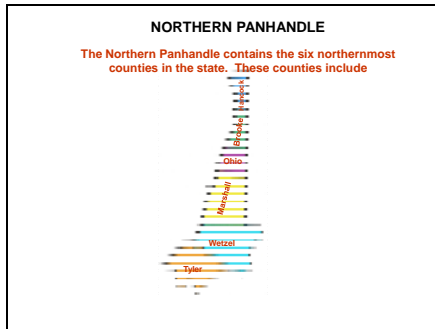 NORTHERN PANHANDLE
The Northern Panhandle contains the six northernmost
counties in the state. These counties include
Hancock
Brooke
Ohio
Marshall
Wetzel
Tyler